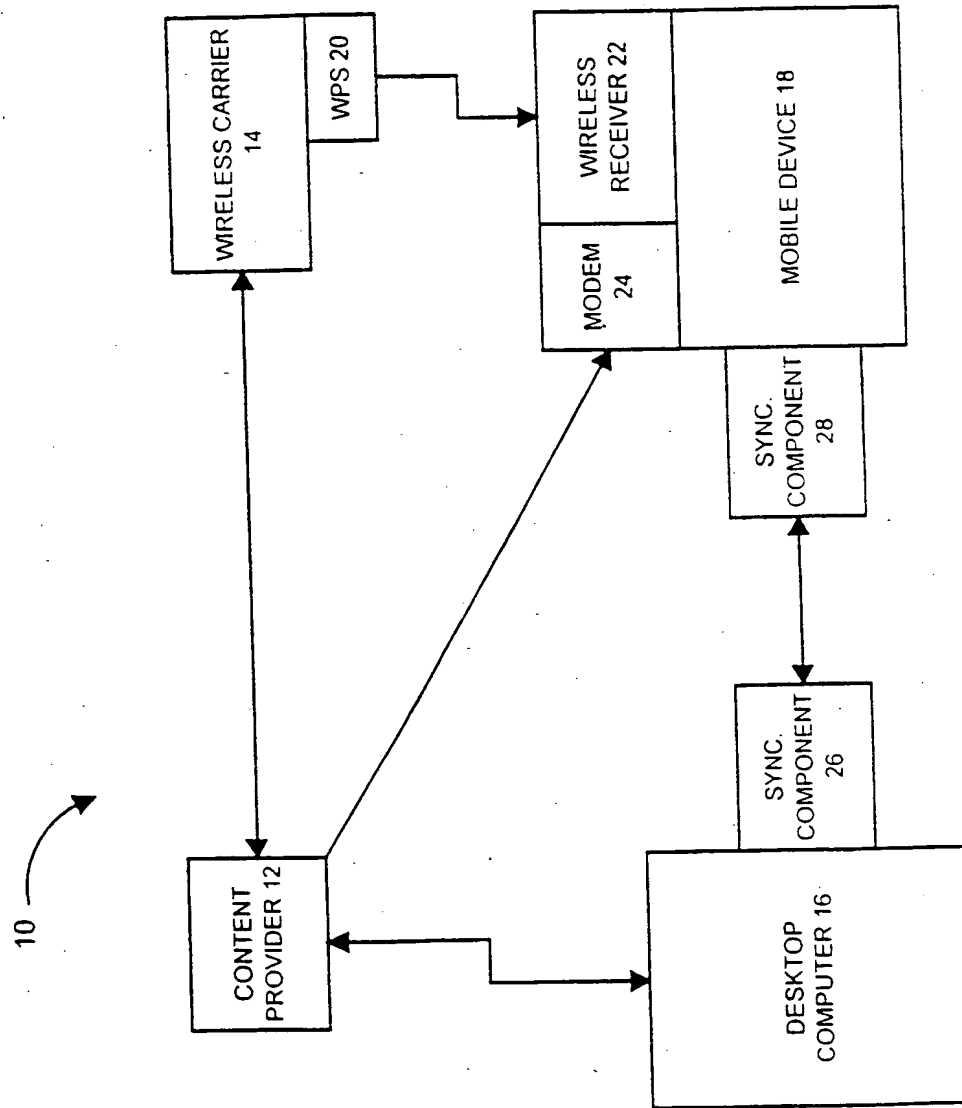 10
CONTENT
PROVIDER 12
WIRELESS CARRIER
14
WPS 20
MODEM
24
WIRELESS
RECEIVER 22
MOBILE DEVICE 18
SYNC.
COMPONENT
28
SYNC.
COMPONENT
26
DESKTOP
COMPUTER 16